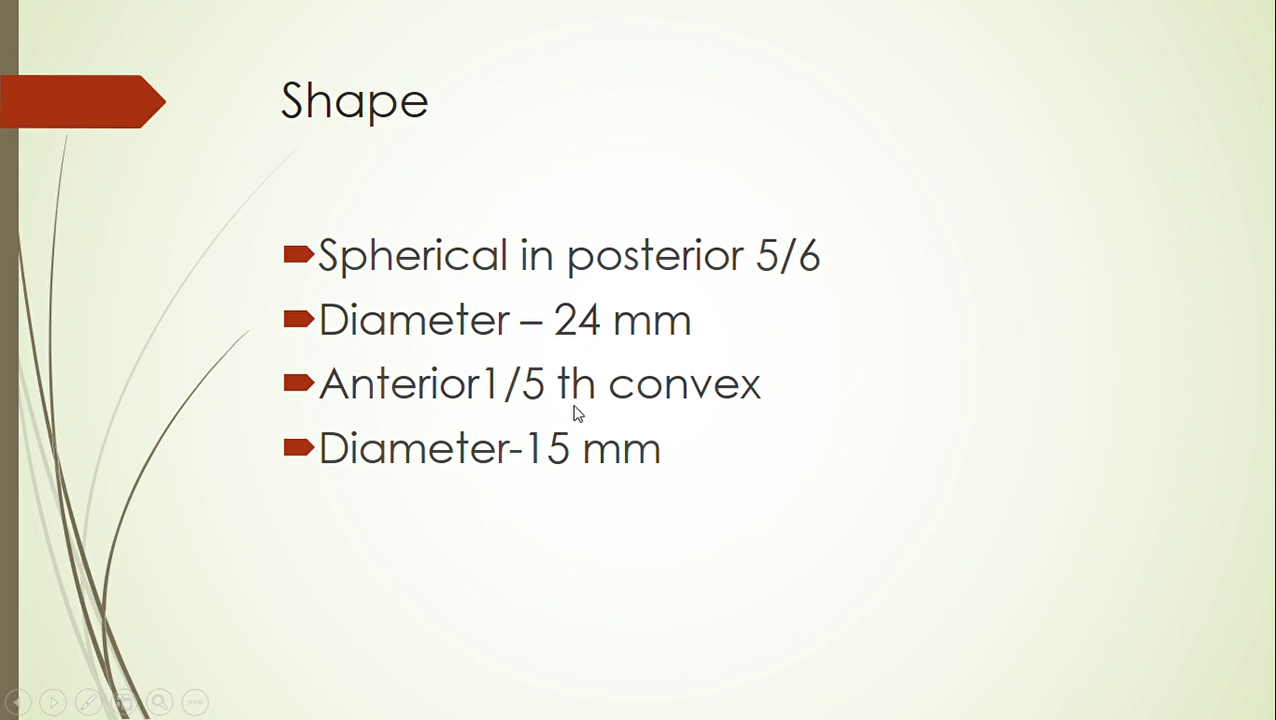 Shape
Spherical in posterior 5/6
Diameter – 24 mm
Anterior1/5 th convex
Diameter-15 mm